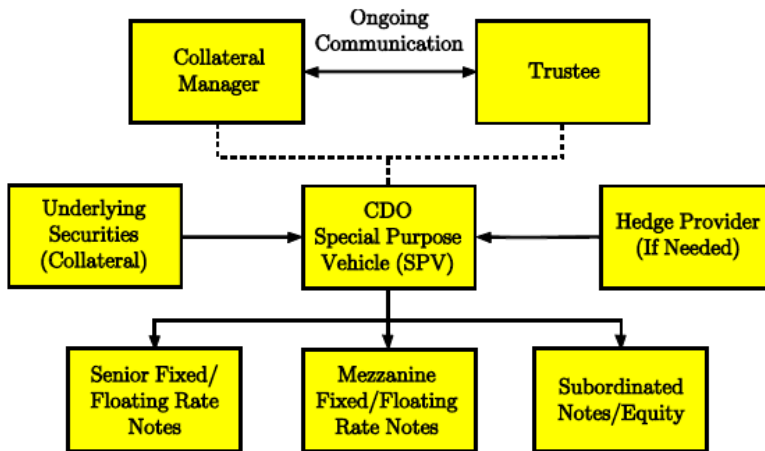 Ongoing
Communication
Collateral
Manager
Trustee
Underlying
Securities
(Collateral)
CDO
Special Purpose
Vehicle (SPV)
Hedge Provider
(If Needed)
Senior Fixed/
Floating Rate
Notes
Mezzanine
Fixed/Floating
Rate Notes
Subordinated
Notes/Equity